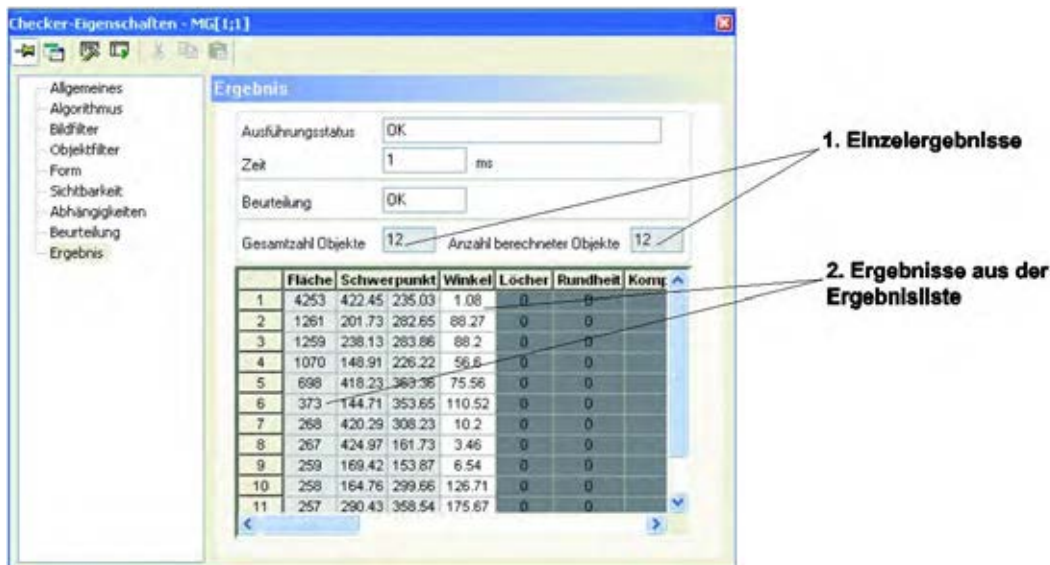 Checker-Eigenschaften - MG[1;1]
Allgemeines
Algorithmus
Bildfilter
Objektfilter
Form
Sichtbarkeit
Abhängigkeiten
Beurteilung
Ergebnis
Ergebnis
Ausführungsstatus OK
Zeit 1 ms
Beurteilung OK
Gesamtzahl Objekte 12 Anzahl berechneter Objekte 12
Fläche Schwerpunkt Winkel Löcher Rundheit Komp
1 4253 422.45 235.03 1.08 0 0
2 1261 201.73 282.65 88.27 0 0
3 1259 238.13 283.86 88.2 0 0
4 1070 148.91 226.22 56.6 0 0
5 698 418.23 363.36 75.56 0 0
6 373 144.71 353.65 110.52 0 0
7 268 420.29 308.23 10.2 0 0
8 267 424.97 161.73 3.46 0 0
9 259 169.42 153.87 6.54 0 0
10 258 164.76 299.66 126.71 0 0
11 257 290.43 358.54 175.67 0 0
1. Einzelergebnisse
2. Ergebnisse aus der
Ergebnisliste